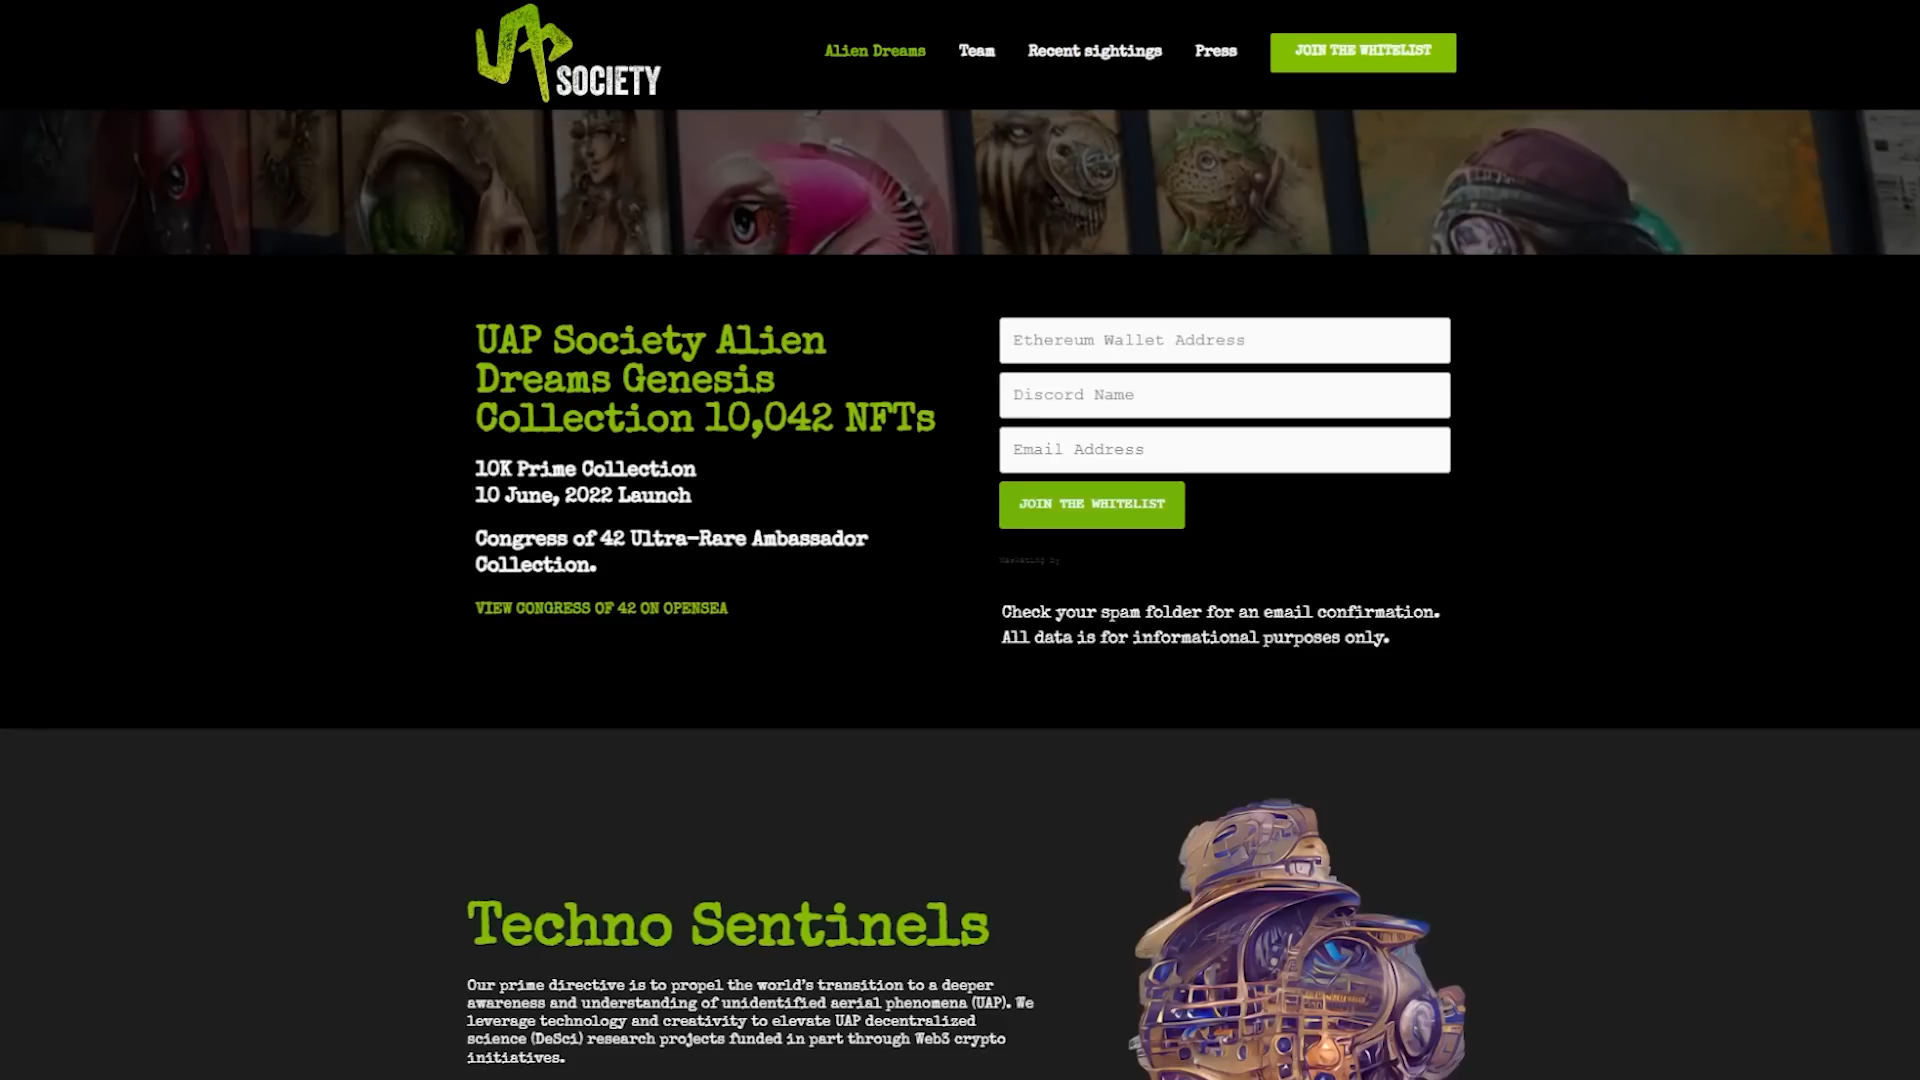 UAP SOCIETY
Alien Dreams
Team
Recent sightings
Press
JOIN THE WHITELIST
UAP Society Alien
Dreams Genesis
Collection 10,042 NFTs
10K Prime Collection
10 June, 2022 Launch
Congress of 42 Ultra-Rare Ambassador
Collection.
VIEW CONGRESS OF 42 ON OPENSEA
Ethereum Wallet Address
Discord Name
Email Address
JOIN THE WHITELIST
Marketing by
Check your spam folder for an email confirmation.
All data is for informational purposes only.
Techno Sentinels
Our prime directive is to propel the world's transition to a deeper
awareness and understanding of unidentified aerial phenomena (UAP). We
leverage technology and creativity to elevate UAP decentralized
science (DeSci) research projects funded in part through Web3 crypto
initiatives.